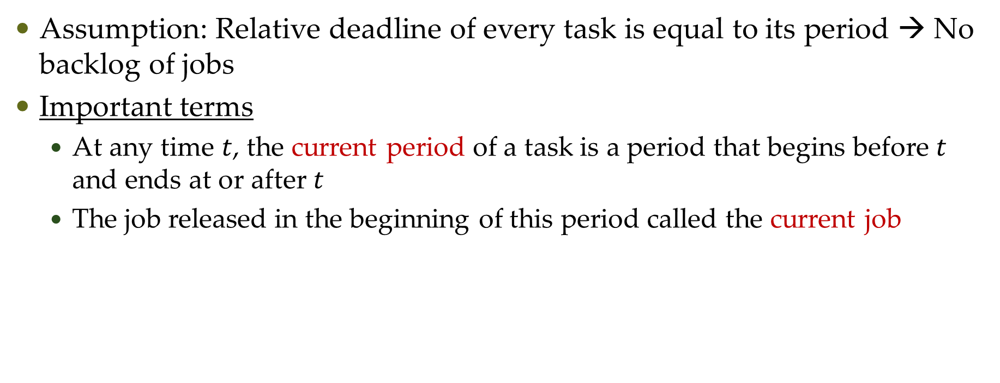 • Assumption: Relative deadline of every task is equal to its period → No
backlog of jobs
• Important terms
• At any time t, the current period of a task is a period that begins before t
and ends at or after t
• The job released in the beginning of this period called the current job